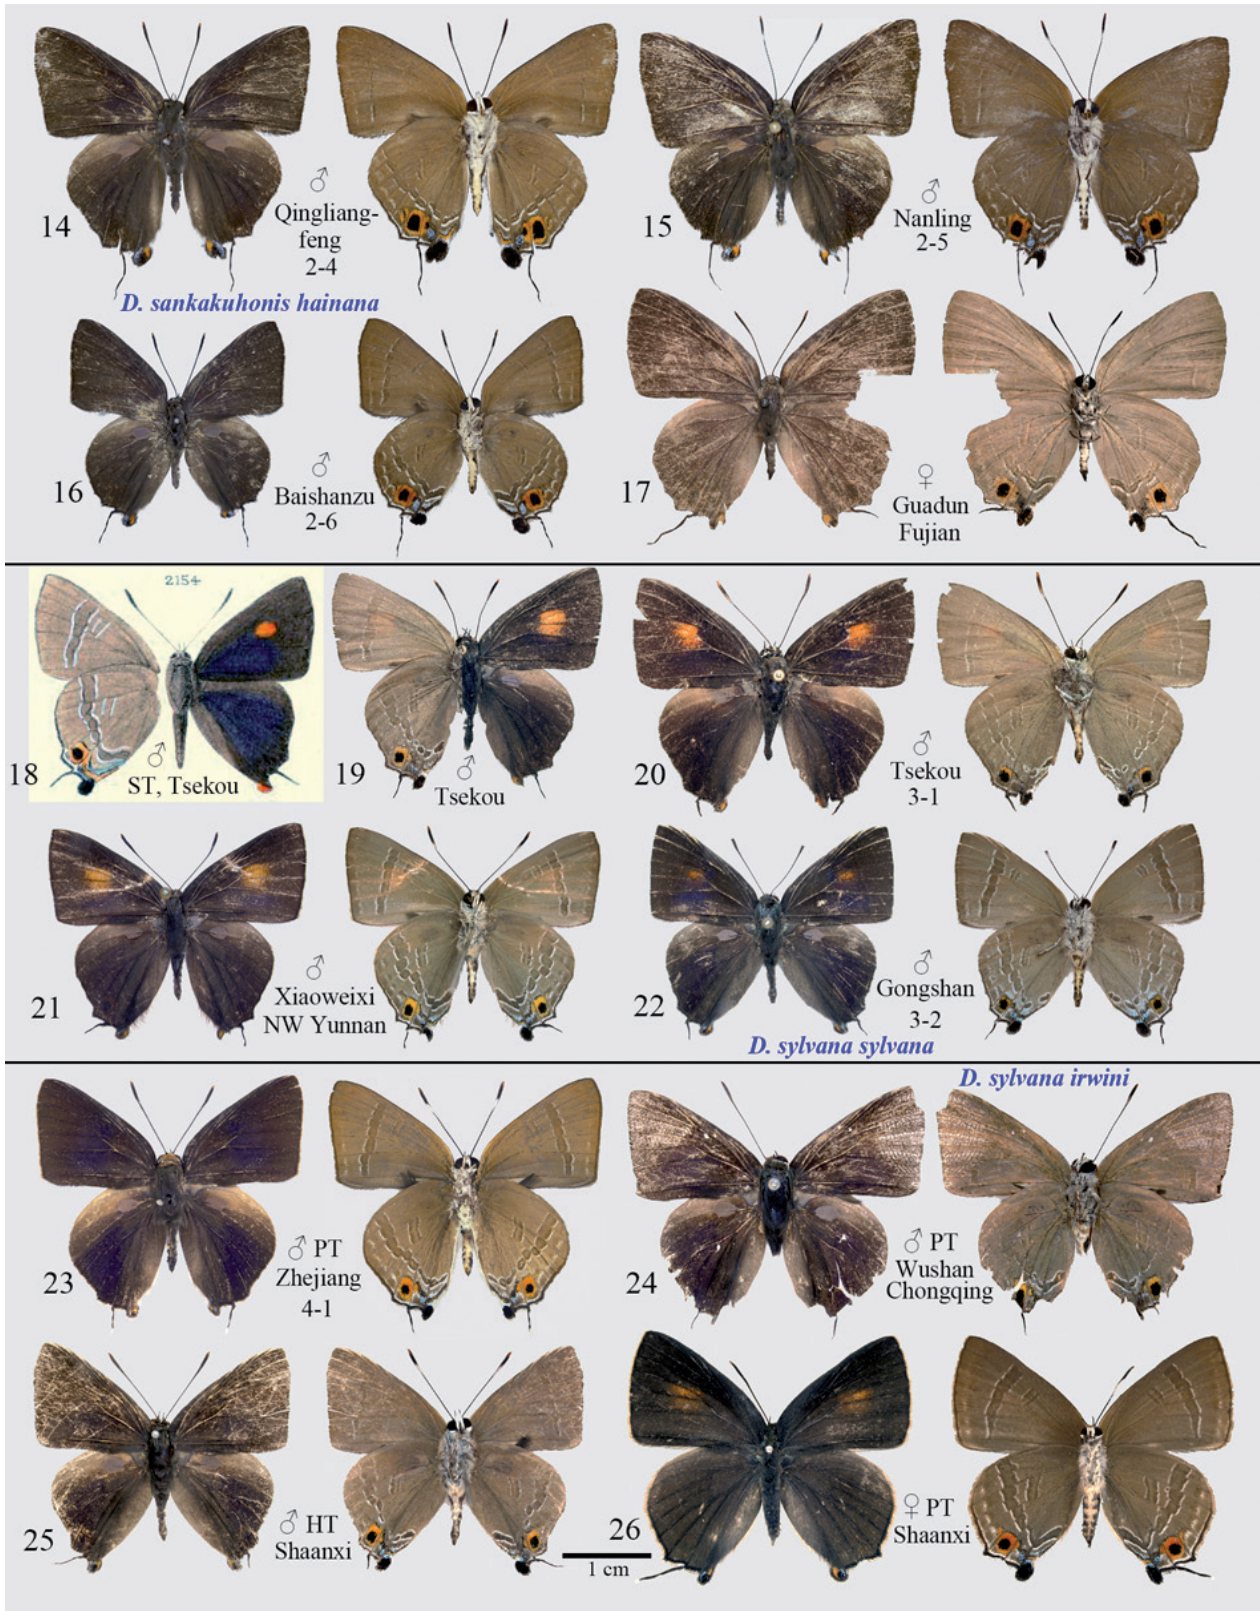 14
♂
Qingliang-
feng
2-4
15
♂
Nanling
2-5
D. sankakuhonis hainana
16
♂
Baishanzu
2-6
17
♀
Guadun
Fujian
2154
18
♂
ST, Tsekou
19
♂
Tsekou
20
♂
Tsekou
3-1
21
♂
Xiaoweixi
NW Yunnan
22
♂
Gongshan
3-2
D. sylvana sylvana
D. sylvana irwini
23
♂ PT
Zhejiang
4-1
24
♂ PT
Wushan
Chongqing
25
♂ HT
Shaanxi
1 cm
26
♀ PT
Shaanxi